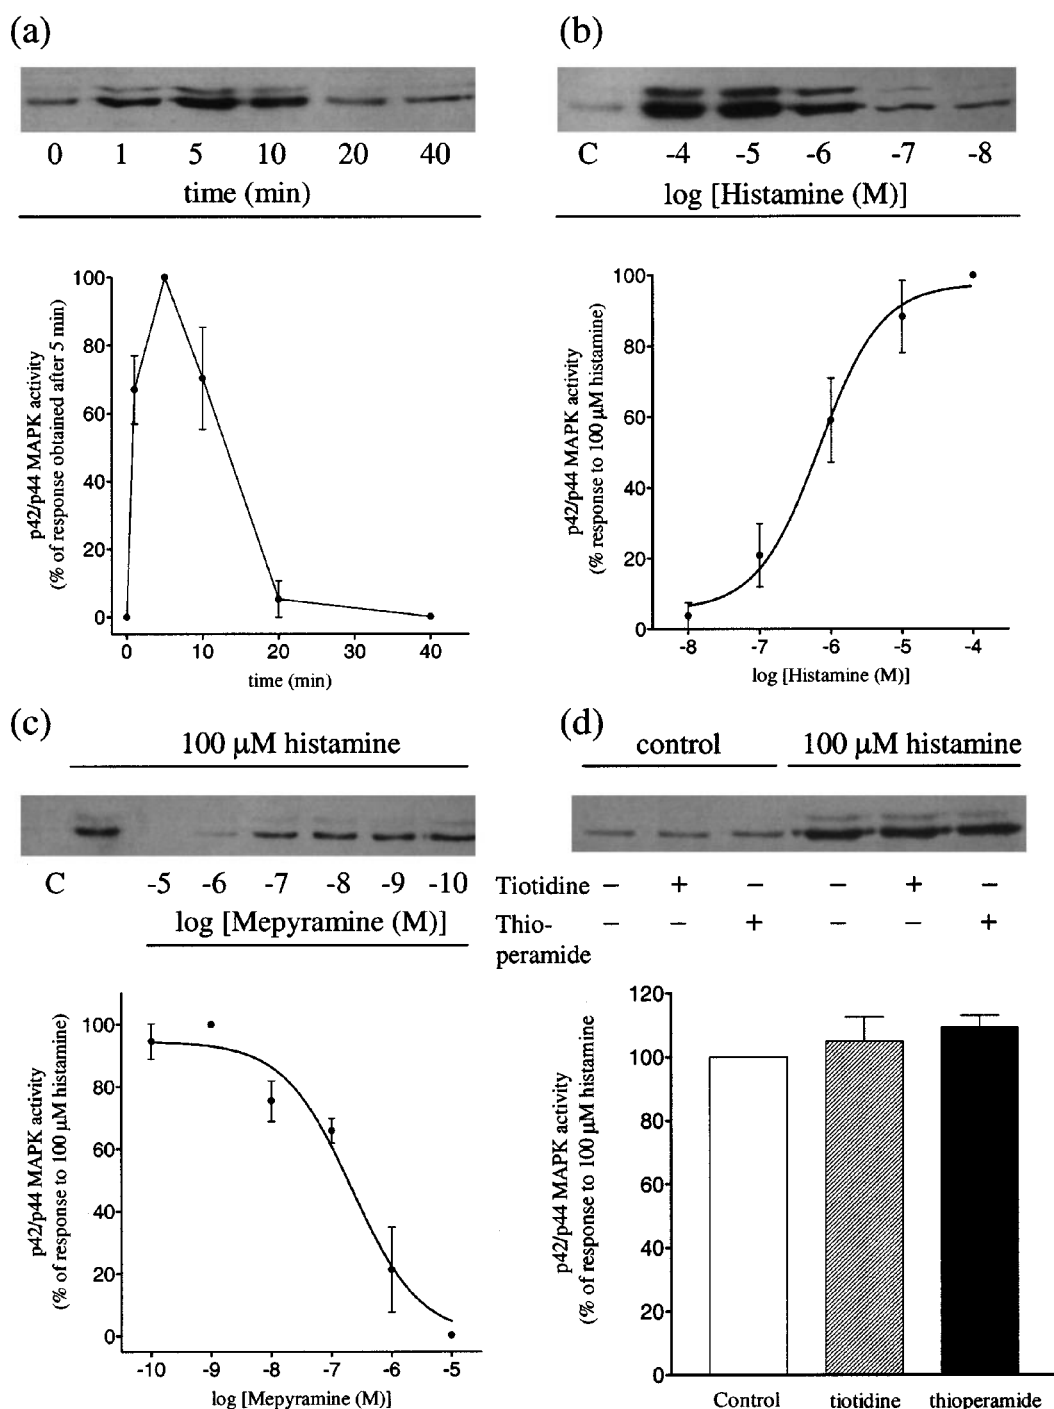 (a)
0 1 5 10 20 40
time (min)
p42/p44 MAPK activity
(% of response obtained after 5 min)
100
80
60
40
20
0
0 10 20 30 40
time (min)
(b)
C -4 -5 -6 -7 -8
log [Histamine (M)]
p42/p44 MAPK activity
(% response to 100 µM histamine)
100
80
60
40
20
0
-8 -7 -6 -5 -4
log [Histamine (M)]
(c)
100 µM histamine
C -5 -6 -7 -8 -9 -10
log [Mepyramine (M)]
p42/p44 MAPK activity
(% of response to 100 µM histamine)
100
80
60
40
20
0
-10 -9 -8 -7 -6 -5
log [Mepyramine (M)]
(d)
control 100 µM histamine
Tiotidine − + − − + −
Thio- − − + − − +
peramide
p42/p44 MAPK activity
(% of response to 100 µM histamine
120
100
80
60
40
20
0
Control tiotidine thioperamide